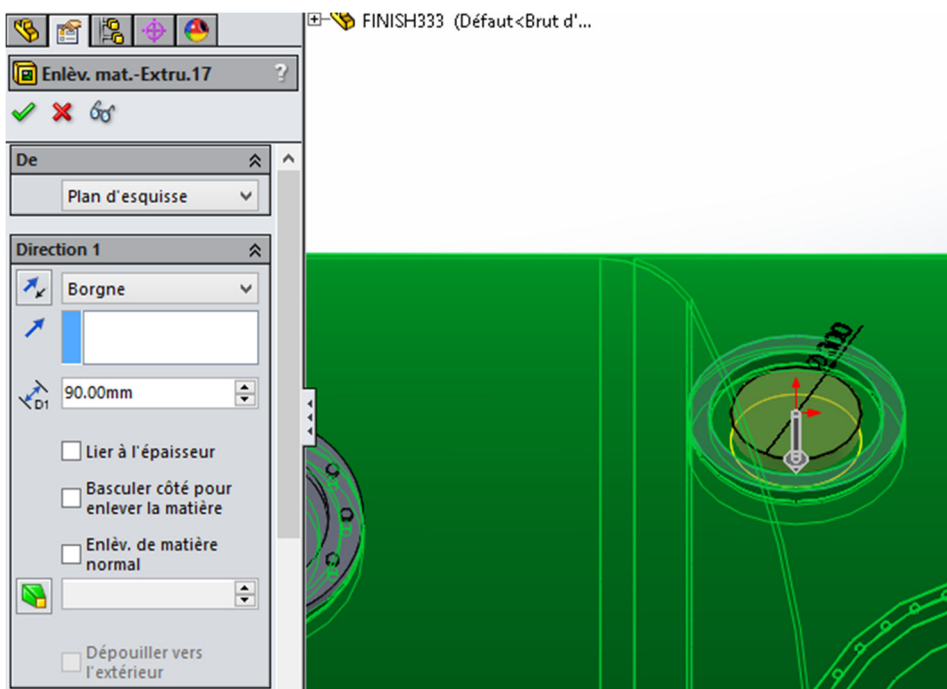 FINISH333 (Défaut<Brut d'...
Enlèv. mat.-Extru.17
?
De
Plan d'esquisse
Direction 1
Borgne
D1
90.00mm
Lier à l'épaisseur
Basculer côté pour
enlever la matière
Enlèv. de matière
normal
Dépouiller vers
l'extérieur